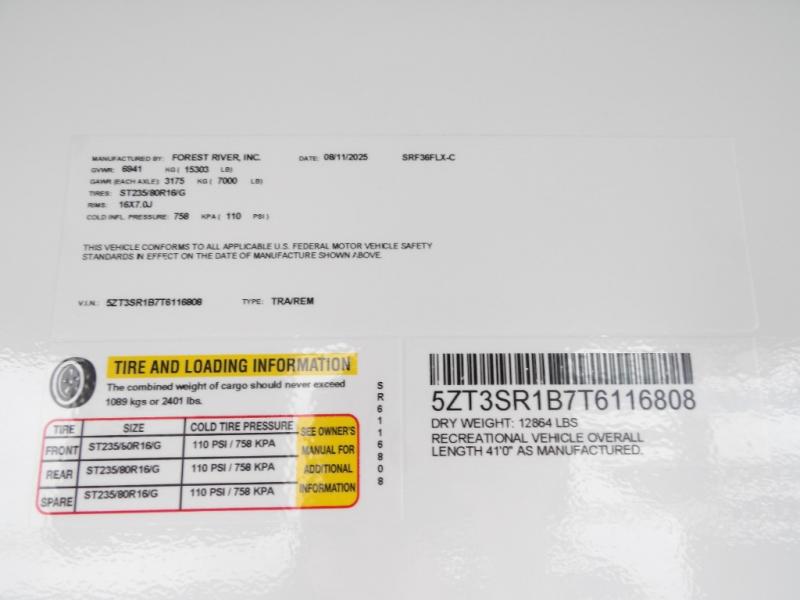 MANUFACTURED BY: FOREST RIVER, INC. DATE: 08/11/2025 SRF36FLX-C
GVWR: 6941 KG ( 15303 LB)
GAWR (EACH AXLE): 3175 KG ( 7000 LB)
TIRES: ST235/80R16/G
RIMS: 16X7.0J
COLD INFL. PRESSURE: 758 KPA ( 110 PSI)
THIS VEHICLE CONFORMS TO ALL APPLICABLE U.S. FEDERAL MOTOR VEHICLE SAFETY
STANDARDS IN EFFECT ON THE DATE OF MANUFACTURE SHOWN ABOVE.
V.I.N.: 5ZT3SR1B7T6116808 TYPE: TRA/REM
TIRE AND LOADING INFORMATION
The combined weight of cargo should never exceed
1089 kgs or 2401 lbs.
TIRE SIZE COLD TIRE PRESSURE
FRONT ST235/80R16/G 110 PSI / 758 KPA
REAR ST235/80R16/G 110 PSI / 758 KPA
SPARE ST235/80R16/G 110 PSI / 758 KPA
SEE OWNER'S
MANUAL FOR
ADDITIONAL
INFORMATION
SR6116808
5ZT3SR1B7T6116808
DRY WEIGHT: 12864 LBS
RECREATIONAL VEHICLE OVERALL
LENGTH 41'0" AS MANUFACTURED.